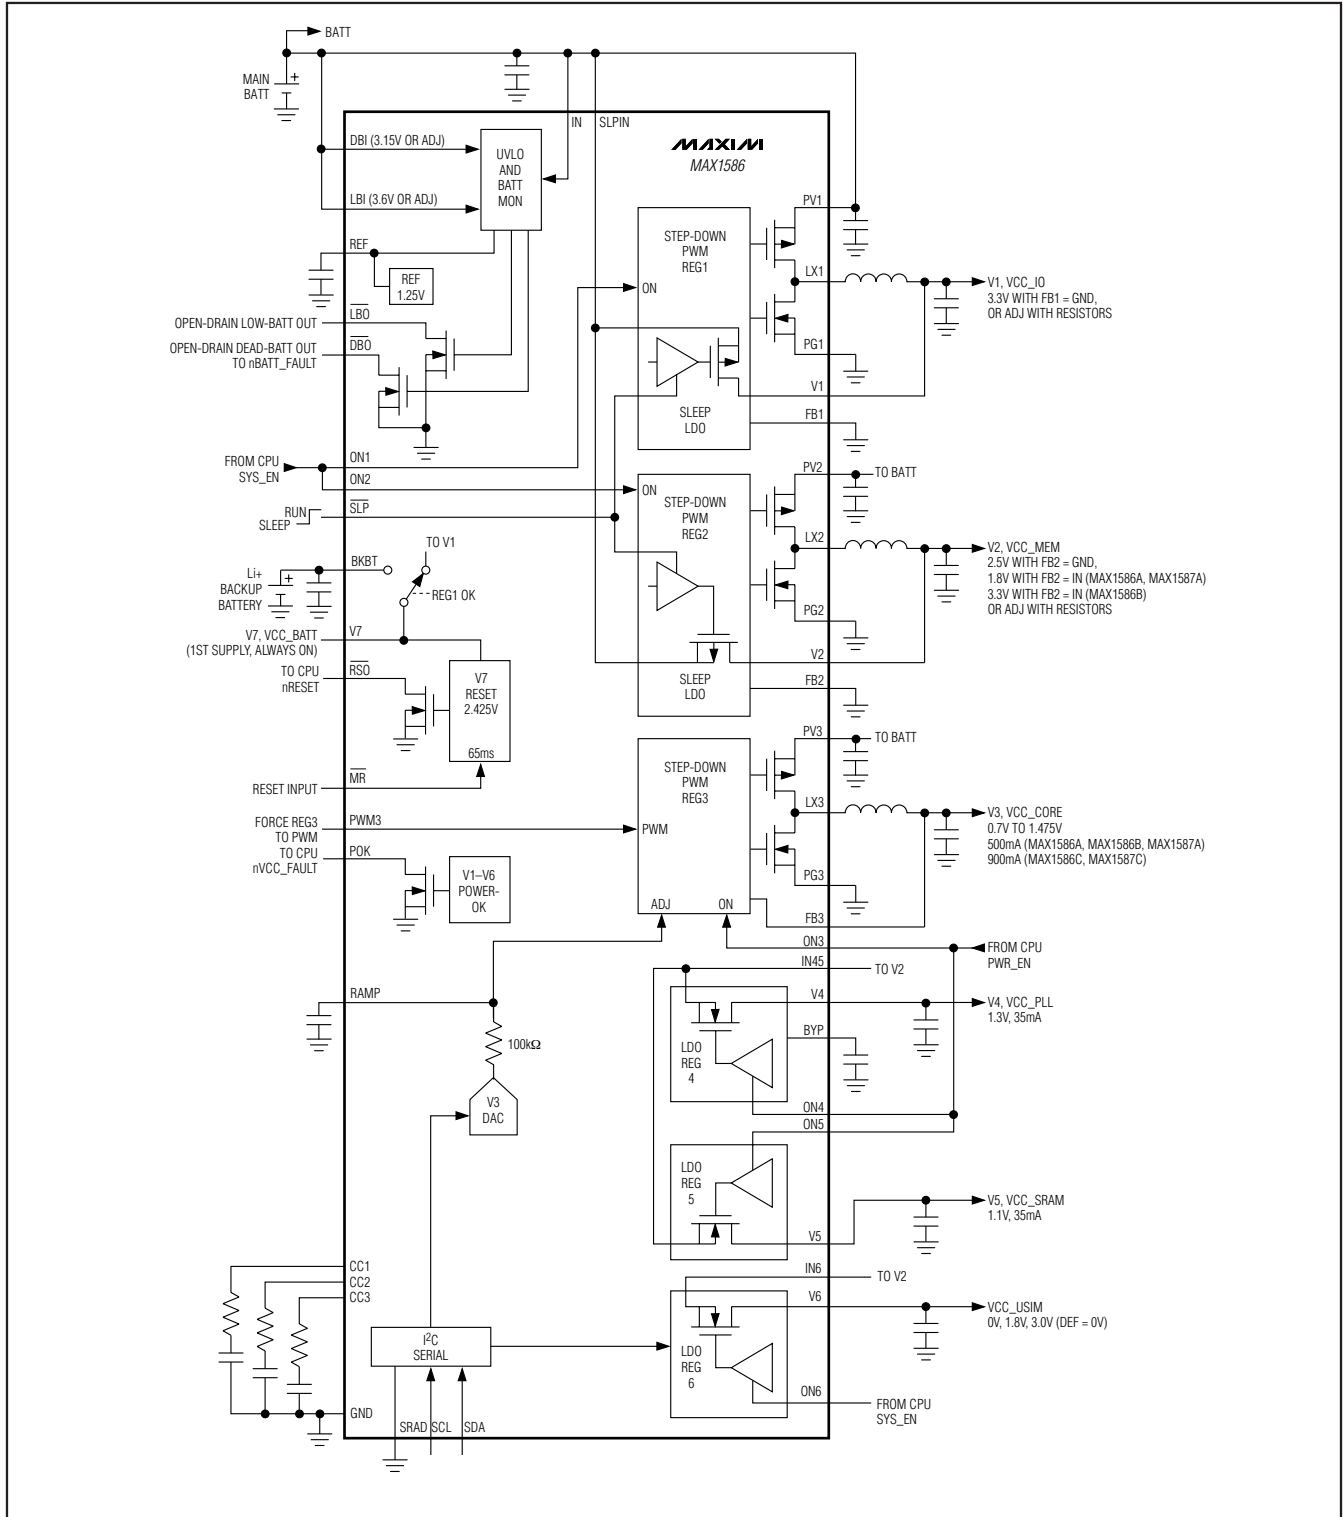 BATT
MAIN
BATT
IN
SLPIN
MAXIM
MAX1586
DBI (3.15V OR ADJ)
UVLO
AND
BATT
MON
LBI (3.6V OR ADJ)
REF
REF
1.25V
LBO
OPEN-DRAIN LOW-BATT OUT
DBO
OPEN-DRAIN DEAD-BATT OUT
TO nBATT_FAULT
PV1
STEP-DOWN
PWM
REG1
ON
LX1
V1, VCC_IO
3.3V WITH FB1 = GND,
OR ADJ WITH RESISTORS
PG1
V1
SLEEP
LDO
FB1
FROM CPU
SYS_EN
ON1
ON2
RUN
SLEEP
SLP
PV2
TO BATT
ON
STEP-DOWN
PWM
REG2
LX2
V2, VCC_MEM
2.5V WITH FB2 = GND,
1.8V WITH FB2 = IN (MAX1586A, MAX1587A)
3.3V WITH FB2 = IN (MAX1586B)
OR ADJ WITH RESISTORS
PG2
V2
SLEEP
LDO
FB2
TO V1
BKBT
Li+
BACKUP
BATTERY
REG1 OK
V7, VCC_BATT
(1ST SUPPLY, ALWAYS ON)
V7
TO CPU
nRESET
RSO
V7
RESET
2.425V
65ms
RESET INPUT
MR
PV3
TO BATT
STEP-DOWN
PWM
REG3
PWM
ADJ
ON
LX3
V3, VCC_CORE
0.7V TO 1.475V
500mA (MAX1586A, MAX1586B, MAX1587A)
900mA (MAX1586C, MAX1587C)
PG3
FB3
FORCE REG3
TO PWM
PWM3
TO CPU
nVCC_FAULT
POK
V1–V6
POWER-
OK
ON3
FROM CPU
PWR_EN
IN45
TO V2
RAMP
100kΩ
V3
DAC
V4
V4, VCC_PLL
1.3V, 35mA
BYP
LDO
REG
4
ON4
ON5
LDO
REG
5
V5, VCC_SRAM
1.1V, 35mA
V5
IN6
TO V2
V6
VCC_USIM
0V, 1.8V, 3.0V (DEF = 0V)
LDO
REG
6
ON6
FROM CPU
SYS_EN
CC1
CC2
CC3
I2C
SERIAL
GND
SRAD
SCL
SDA